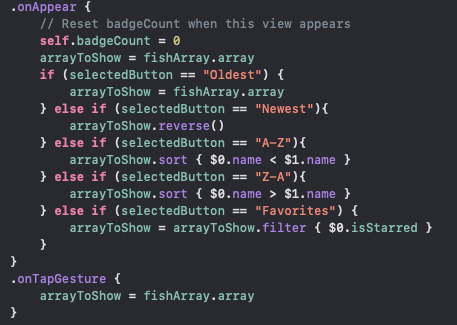 .onAppear {
    // Reset badgeCount when this view appears
    self.badgeCount = 0
    arrayToShow = fishArray.array
    if (selectedButton == "Oldest") {
        arrayToShow = fishArray.array
    } else if (selectedButton == "Newest"){
        arrayToShow.reverse()
    } else if (selectedButton == "A-Z"){
        arrayToShow.sort { $0.name < $1.name }
    } else if (selectedButton == "Z-A"){
        arrayToShow.sort { $0.name > $1.name }
    } else if (selectedButton == "Favorites") {
        arrayToShow = arrayToShow.filter { $0.isStarred }
    }
}
.onTapGesture {
    arrayToShow = fishArray.array
}